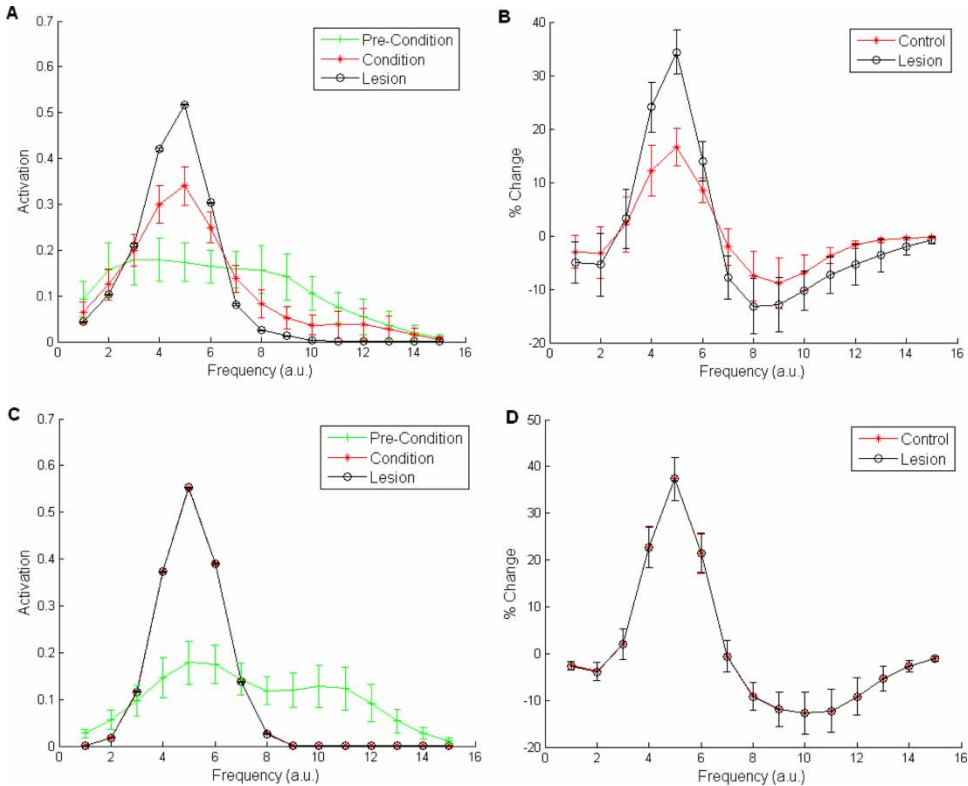 A
0.7
0.6
0.5
0.4
0.3
0.2
0.1
0
Activation
0 2 4 6 8 10 12 14 16
Frequency (a.u.)
Pre-Condition
Condition
Lesion
B
40
30
20
10
0
-10
-20
% Change
0 2 4 6 8 10 12 14 16
Frequency (a.u.)
Control
Lesion
C
0.7
0.6
0.5
0.4
0.3
0.2
0.1
0
Activation
0 2 4 6 8 10 12 14 16
Frequency (a.u.)
Pre-Condition
Condition
Lesion
D
50
40
30
20
10
0
-10
-20
% Change
0 2 4 6 8 10 12 14 16
Frequency (a.u.)
Control
Lesion